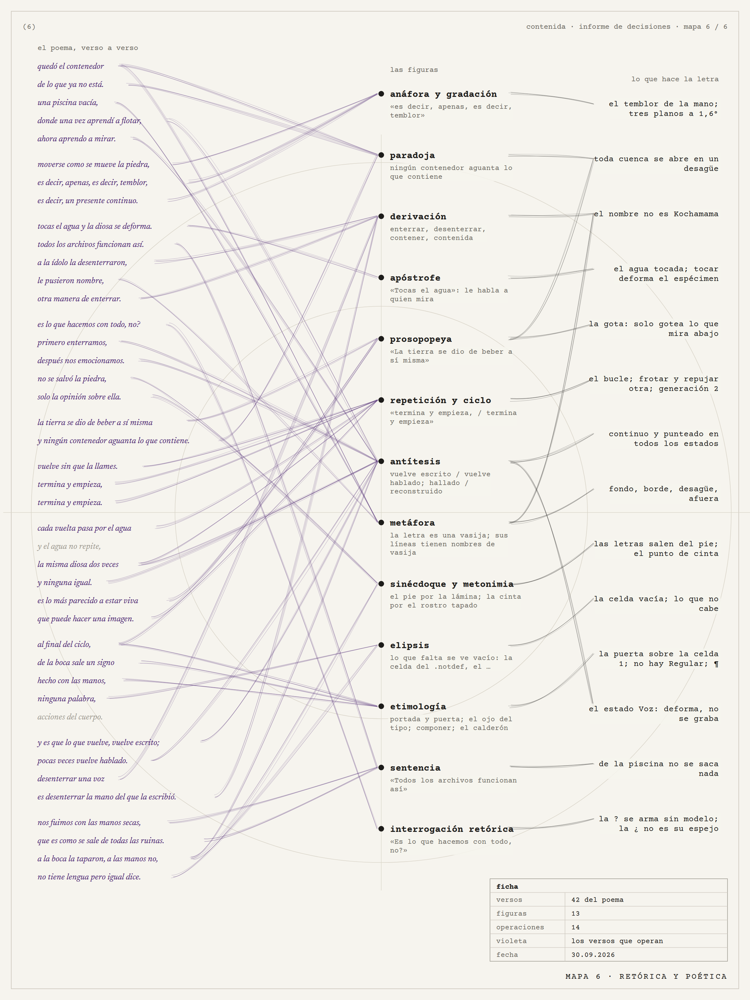 (6)
contenida · informe de decisiones · mapa 6 / 6
el poema, verso a verso
quedó el contenedor
de lo que ya no está.
una piscina vacía,
donde una vez aprendí a flotar,
ahora aprendo a mirar.
moverse como se mueve la piedra,
es decir, apenas, es decir, temblor,
es decir, un presente continuo.
tocas el agua y la diosa se deforma.
todos los archivos funcionan así.
a la ídolo la desenterraron,
le pusieron nombre,
otra manera de enterrar.
es lo que hacemos con todo, no?
primero enterramos,
después nos emocionamos.
no se salvó la piedra,
solo la opinión sobre ella.
la tierra se dio de beber a sí misma
y ningún contenedor aguanta lo que contiene.
vuelve sin que la llames.
termina y empieza,
termina y empieza.
cada vuelta pasa por el agua
y el agua no repite,
la misma diosa dos veces
y ninguna igual.
es lo más parecido a estar viva
que puede hacer una imagen.
al final del ciclo,
de la boca sale un signo
hecho con las manos,
ninguna palabra,
acciones del cuerpo.
y es que lo que vuelve, vuelve escrito;
pocas veces vuelve hablado.
desenterrar una voz
es desenterrar la mano del que la escribió.
nos fuimos con las manos secas,
que es como se sale de todas las ruinas.
a la boca la taparon, a las manos no,
no tiene lengua pero igual dice.
las figuras
anáfora y gradación
«es decir, apenas, es decir,
temblor»
paradoja
ningún contenedor aguanta lo
que contiene
derivación
enterrar, desenterrar,
contener, contenida
apóstrofe
«Tocas el agua»: le habla a
quien mira
prosopopeya
«La tierra se dio de beber a
sí misma»
repetición y ciclo
«termina y empieza, / termina
y empieza»
antítesis
vuelve escrito / vuelve
hablado; hallado /
reconstruido
metáfora
la letra es una vasija; sus
líneas tienen nombres de
vasija
sinécdoque y metonimia
el pie por la lámina; la cinta
por el rostro tapado
elipsis
lo que falta se ve vacío: la
celda del .notdef, el …
etimología
portada y puerta; el ojo del
tipo; componer; el calderón
sentencia
«Todos los archivos funcionan
así»
interrogación retórica
«Es lo que hacemos con todo,
no?»
lo que hace la letra
el temblor de la mano;
tres planos a 1,6°
toda cuenca se abre en un
desagüe
el nombre no es Kochamama
el agua tocada; tocar
deforma el espécimen
la gota: solo gotea lo que
mira abajo
el bucle; frotar y repujar
otra; generación 2
continuo y punteado en
todos los estados
fondo, borde, desagüe,
afuera
las letras salen del pie;
el punto de cinta
la celda vacía; lo que no
cabe
la puerta sobre la celda
1; no hay Regular; ¶
el estado Voz: deforma, no
se graba
de la piscina no se saca
nada
la ? se arma sin modelo;
la ¿ no es su espejo
ficha
versos 42 del poema
figuras 13
operaciones 14
violeta los versos que operan
fecha 30.09.2026
MAPA 6 · RETÓRICA Y POÉTICA